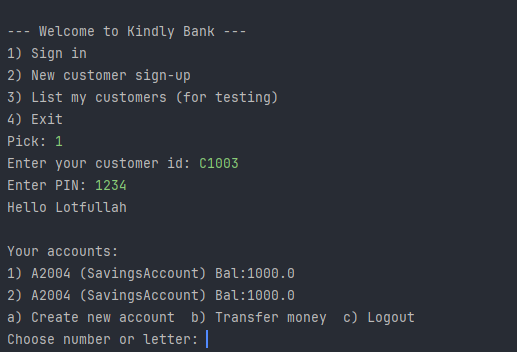 --- Welcome to Kindly Bank ---
1) Sign in
2) New customer sign-up
3) List my customers (for testing)
4) Exit
Pick: 1
Enter your customer id: C1003
Enter PIN: 1234
Hello Lotfullah
Your accounts:
1) A2004 (SavingsAccount) Bal:1000.0
2) A2004 (SavingsAccount) Bal:1000.0
a) Create new account  b) Transfer money  c) Logout
Choose number or letter: